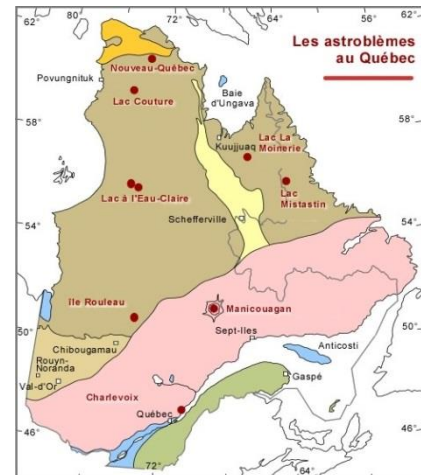 62°
80°
72°
64°
56°
62°
Les astroblèmes
au Québec
Nouveau-Québec
Povungnituk
Lac Couture
Baie
d'Ungava
58°
58°
Kuujjuaq
Lac La
Moinerie
Lac à l'Eau-Claire
Lac
Mistastin
54°
Schefferville
54°
Ile Rouleau
Manicouagan
50°
Sept-Iles
50°
Chibougamau
Anticosti
Rouyn-
Noranda
Val-d'Or
Gaspé
Charlevoix
Québec
46°
46°
72°
64°